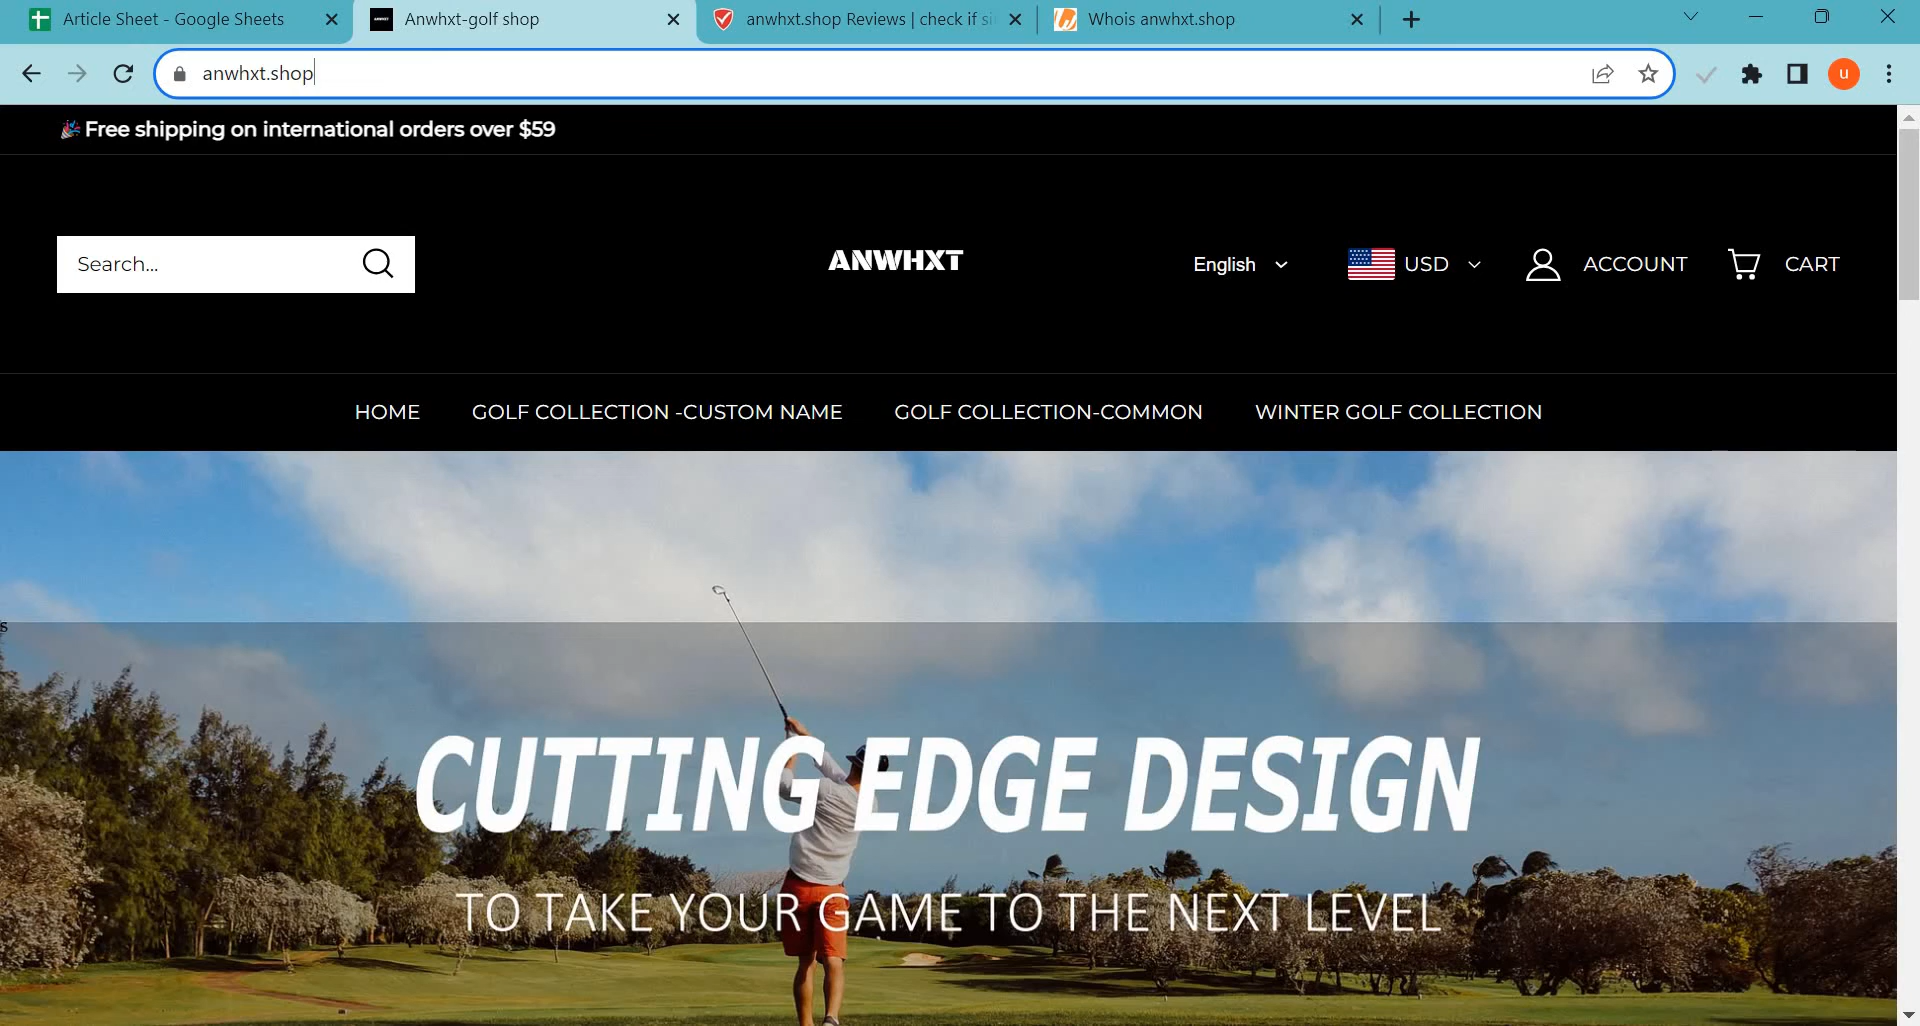 Article Sheet - Google Sheets
Anwhxt-golf shop
anwhxt.shop Reviews | check if si
Whois anwhxt.shop
anwhxt.shop
u
Free shipping on international orders over $59
Search...
ANWHXT
English
USD
ACCOUNT
CART
HOME
GOLF COLLECTION -CUSTOM NAME
GOLF COLLECTION-COMMON
WINTER GOLF COLLECTION
s
CUTTING EDGE DESIGN
TO TAKE YOUR GAME TO THE NEXT LEVEL